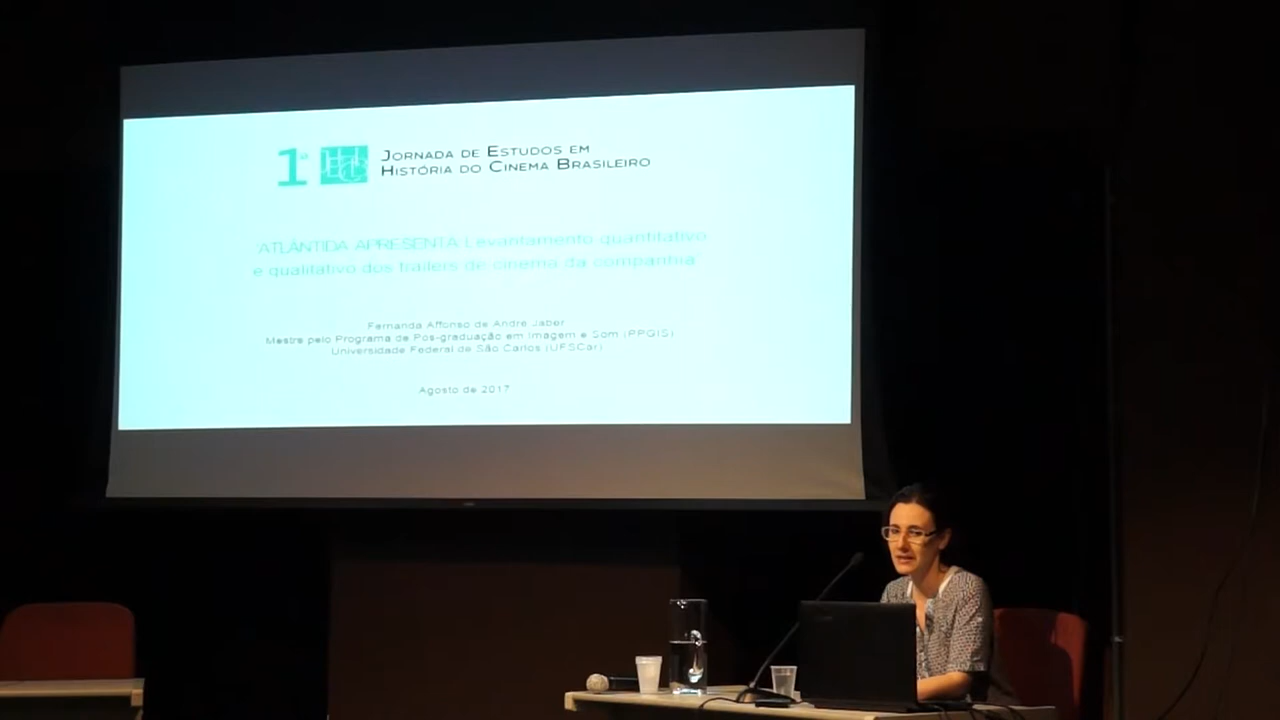 1ª JORNADA DE ESTUDOS EM
HISTÓRIA DO CINEMA BRASILEIRO
ATLÂNTIDA APRESENTA Levantamento quantitativo
e qualitativo dos trailers de cinema da companhia
Fernanda Affonso de André Jaber
Mestre pelo Programa de Pós-graduação em Imagem e Som (PPGIS)
Universidade Federal de São Carlos (UFSCar)
Agosto de 2017